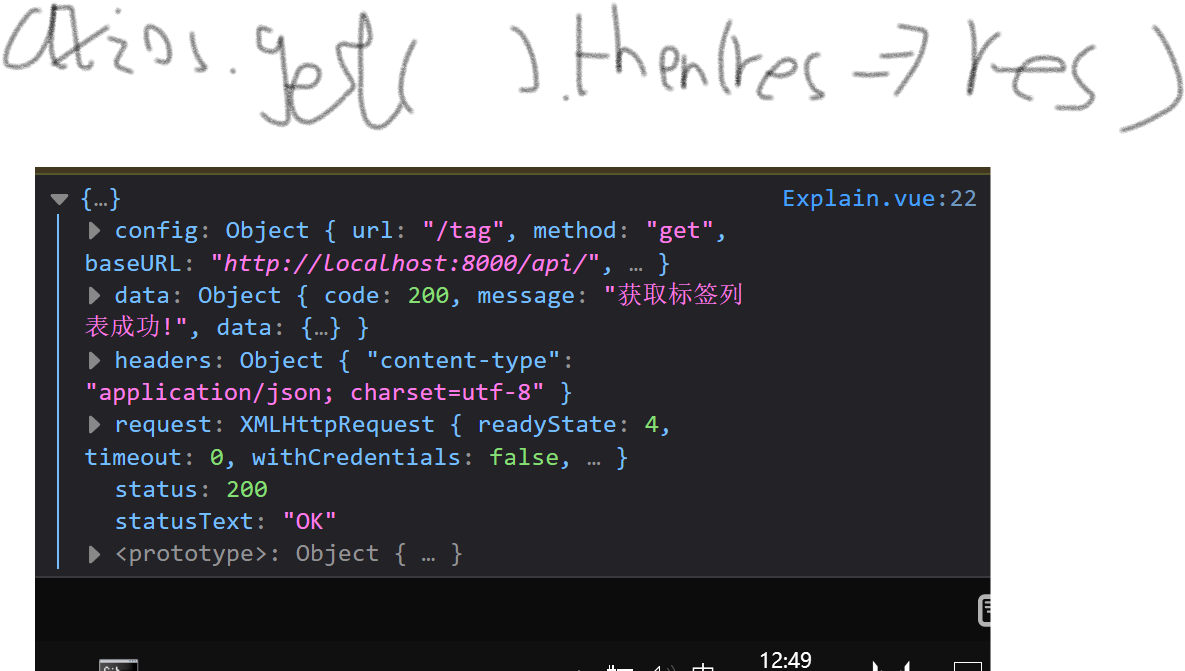 axios.get( ).then(res => res)
{…} Explain.vue:22
config: Object { url: "/tag", method: "get",
baseURL: "http://localhost:8000/api/", … }
data: Object { code: 200, message: "获取标签列
表成功!", data: {…} }
headers: Object { "content-type":
"application/json; charset=utf-8" }
request: XMLHttpRequest { readyState: 4,
timeout: 0, withCredentials: false, … }
status: 200
statusText: "OK"
<prototype>: Object { … }
12:49